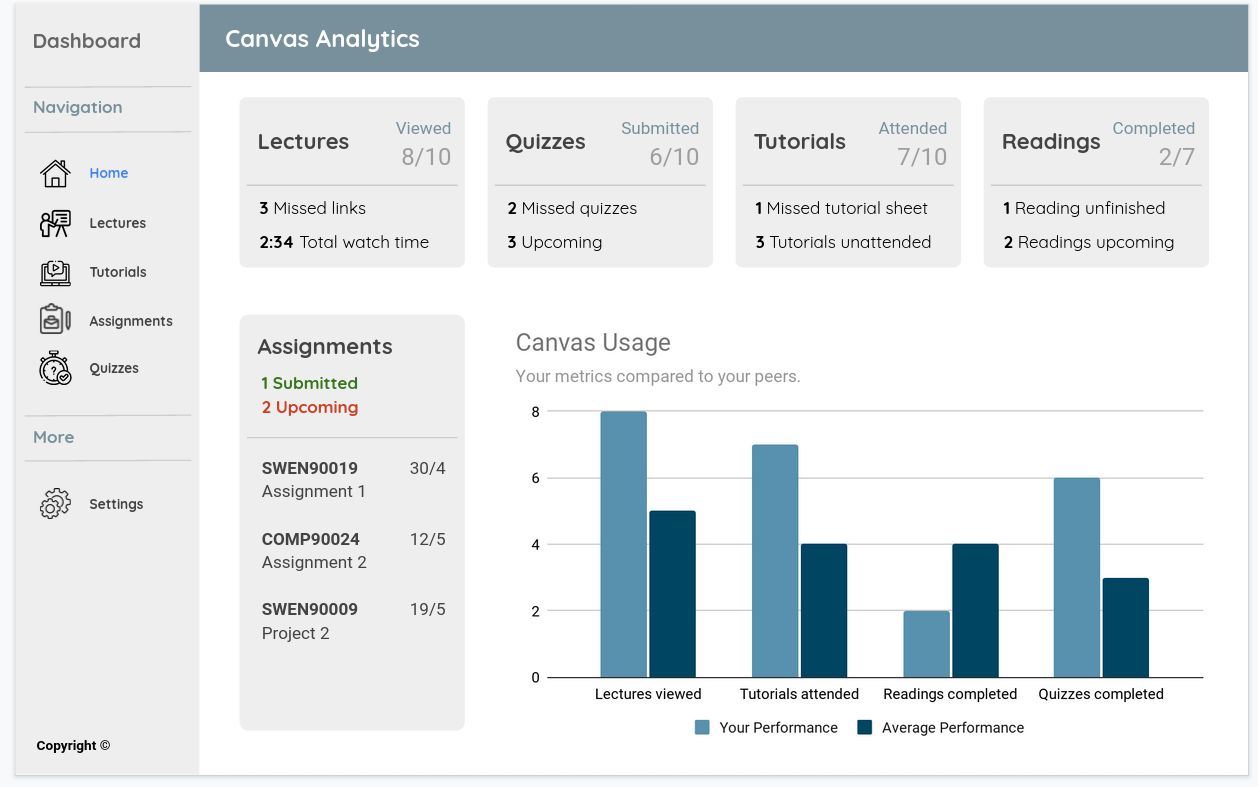 Dashboard
Navigation
Home
Lectures
Tutorials
Assignments
Quizzes
More
Settings
Copyright ©
Canvas Analytics
Lectures
Viewed
8/10
3 Missed links
2:34 Total watch time
Quizzes
Submitted
6/10
2 Missed quizzes
3 Upcoming
Tutorials
Attended
7/10
1 Missed tutorial sheet
3 Tutorials unattended
Readings
Completed
2/7
1 Reading unfinished
2 Readings upcoming
Assignments
1 Submitted
2 Upcoming
SWEN90019 30/4
Assignment 1
COMP90024 12/5
Assignment 2
SWEN90009 19/5
Project 2
Canvas Usage
Your metrics compared to your peers.
8
6
4
2
0
Lectures viewed Tutorials attended Readings completed Quizzes completed
Your Performance Average Performance
?